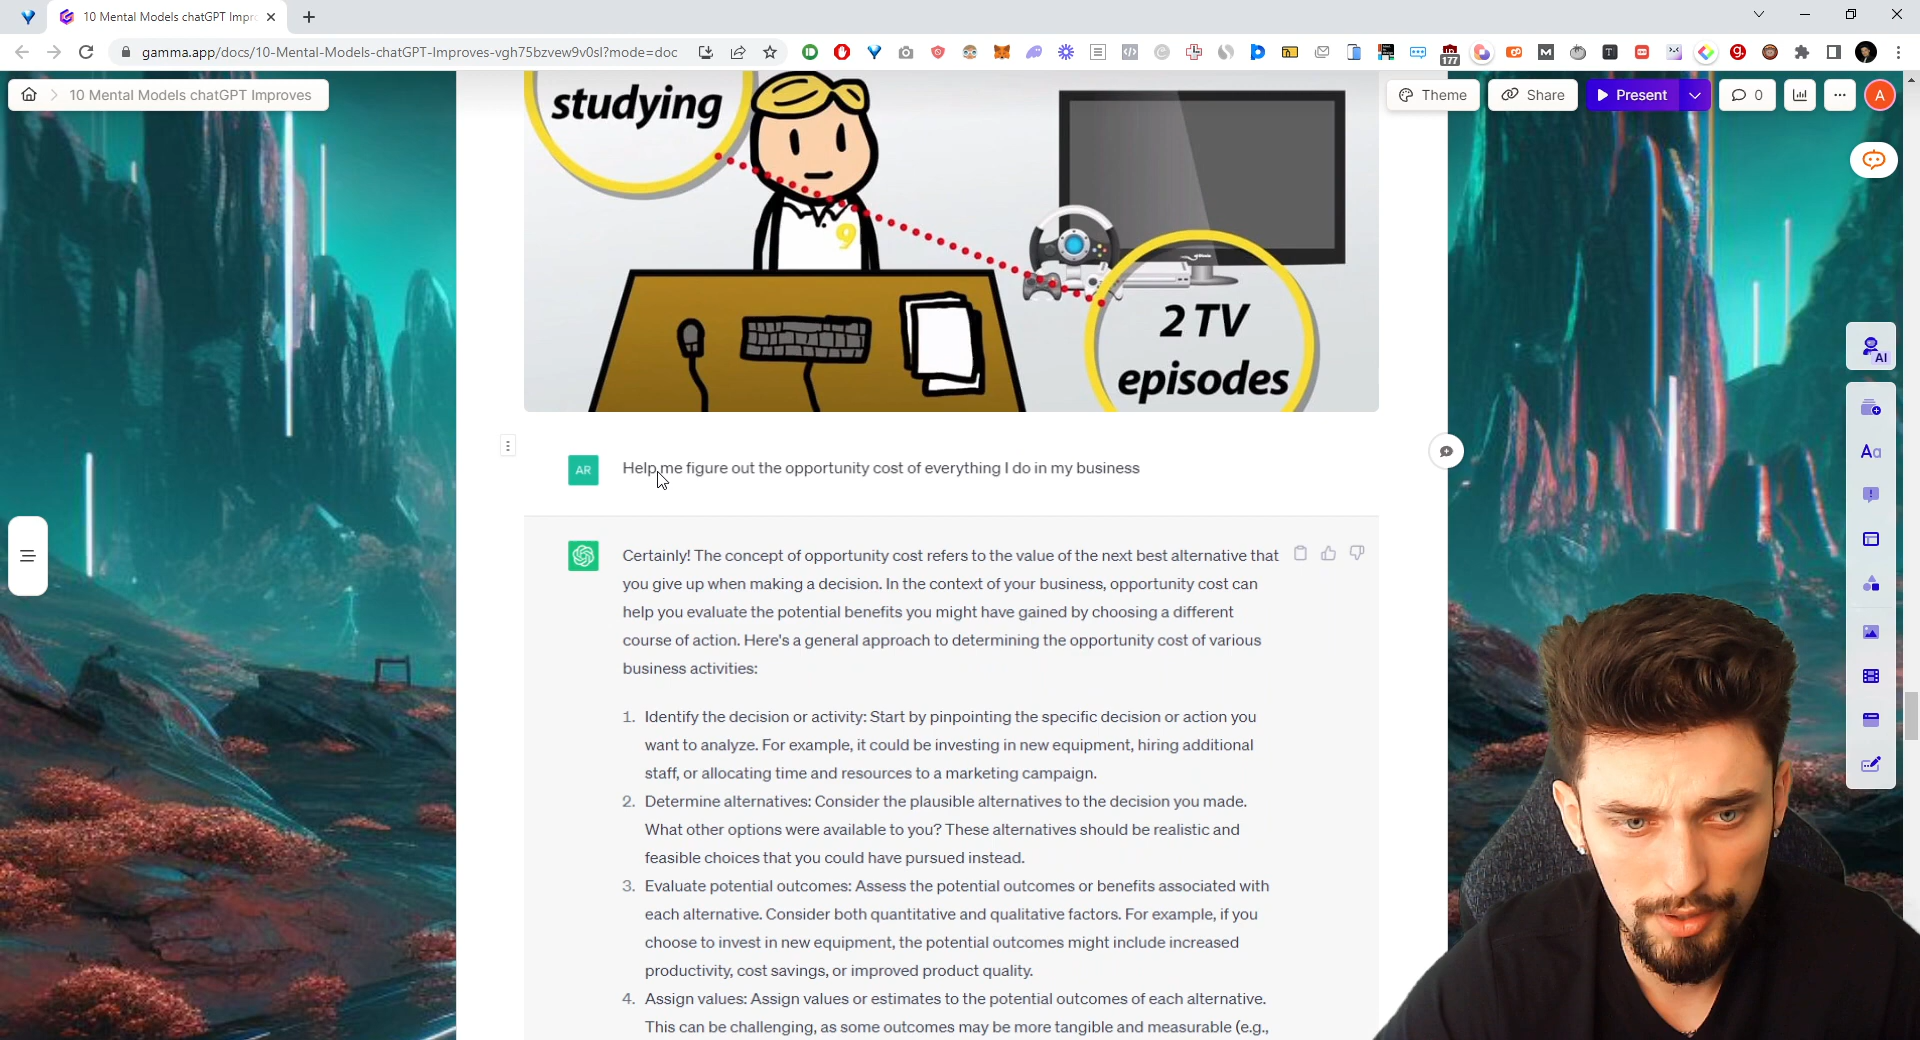 10 Mental Models chatGPT Impr
gamma.app/docs/10-Mental-Models-chatGPT-Improves-vgh75bzvew9v0sl?mode=doc
177
10 Mental Models chatGPT Improves
Theme
Share
Present
0
A
studying
9
2 TV
episodes
AI
Aa
AR
Help me figure out the opportunity cost of everything I do in my business
Certainly! The concept of opportunity cost refers to the value of the next best alternative that
you give up when making a decision. In the context of your business, opportunity cost can
help you evaluate the potential benefits you might have gained by choosing a different
course of action. Here's a general approach to determining the opportunity cost of various
business activities:
1. Identify the decision or activity: Start by pinpointing the specific decision or action you
want to analyze. For example, it could be investing in new equipment, hiring additional
staff, or allocating time and resources to a marketing campaign.
2. Determine alternatives: Consider the plausible alternatives to the decision you made.
What other options were available to you? These alternatives should be realistic and
feasible choices that you could have pursued instead.
3. Evaluate potential outcomes: Assess the potential outcomes or benefits associated with
each alternative. Consider both quantitative and qualitative factors. For example, if you
choose to invest in new equipment, the potential outcomes might include increased
productivity, cost savings, or improved product quality.
4. Assign values: Assign values or estimates to the potential outcomes of each alternative.
This can be challenging, as some outcomes may be more tangible and measurable (e.g.,